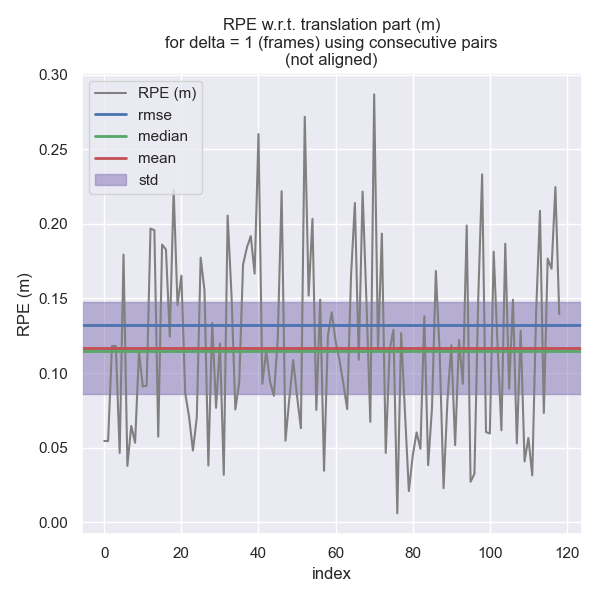 RPE w.r.t. translation part (m)
for delta = 1 (frames) using consecutive pairs
(not aligned)
RPE (m)
rmse
median
mean
std
RPE (m)
0.30
0.25
0.20
0.15
0.10
0.05
0.00
0
20
40
60
80
100
120
index